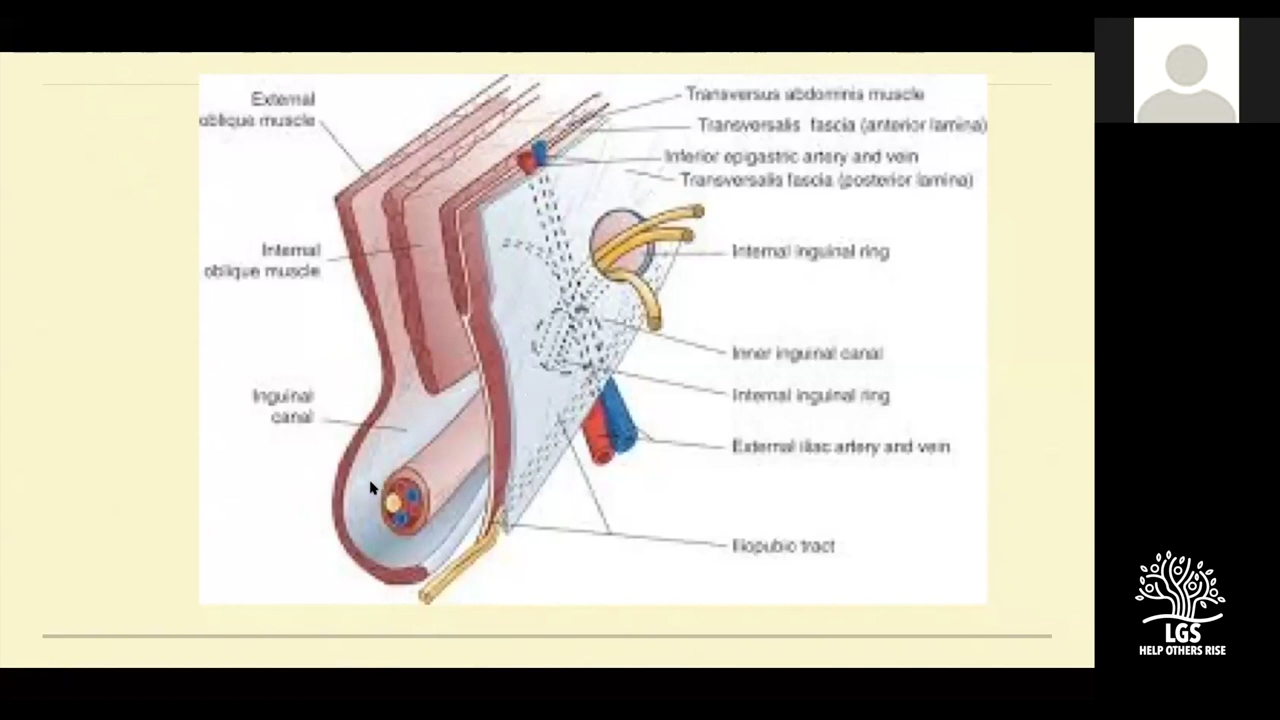 External
oblique muscle
Transversus abdominis muscle
Transversalis fascia (anterior lamina)
Inferior epigastric artery and vein
Transversalis fascia (posterior lamina)
Internal
oblique muscle
Internal inguinal ring
Inner inguinal canal
Inguinal
canal
Internal inguinal ring
External iliac artery and vein
Iliopubic tract
LGS
HELP OTHERS RISE